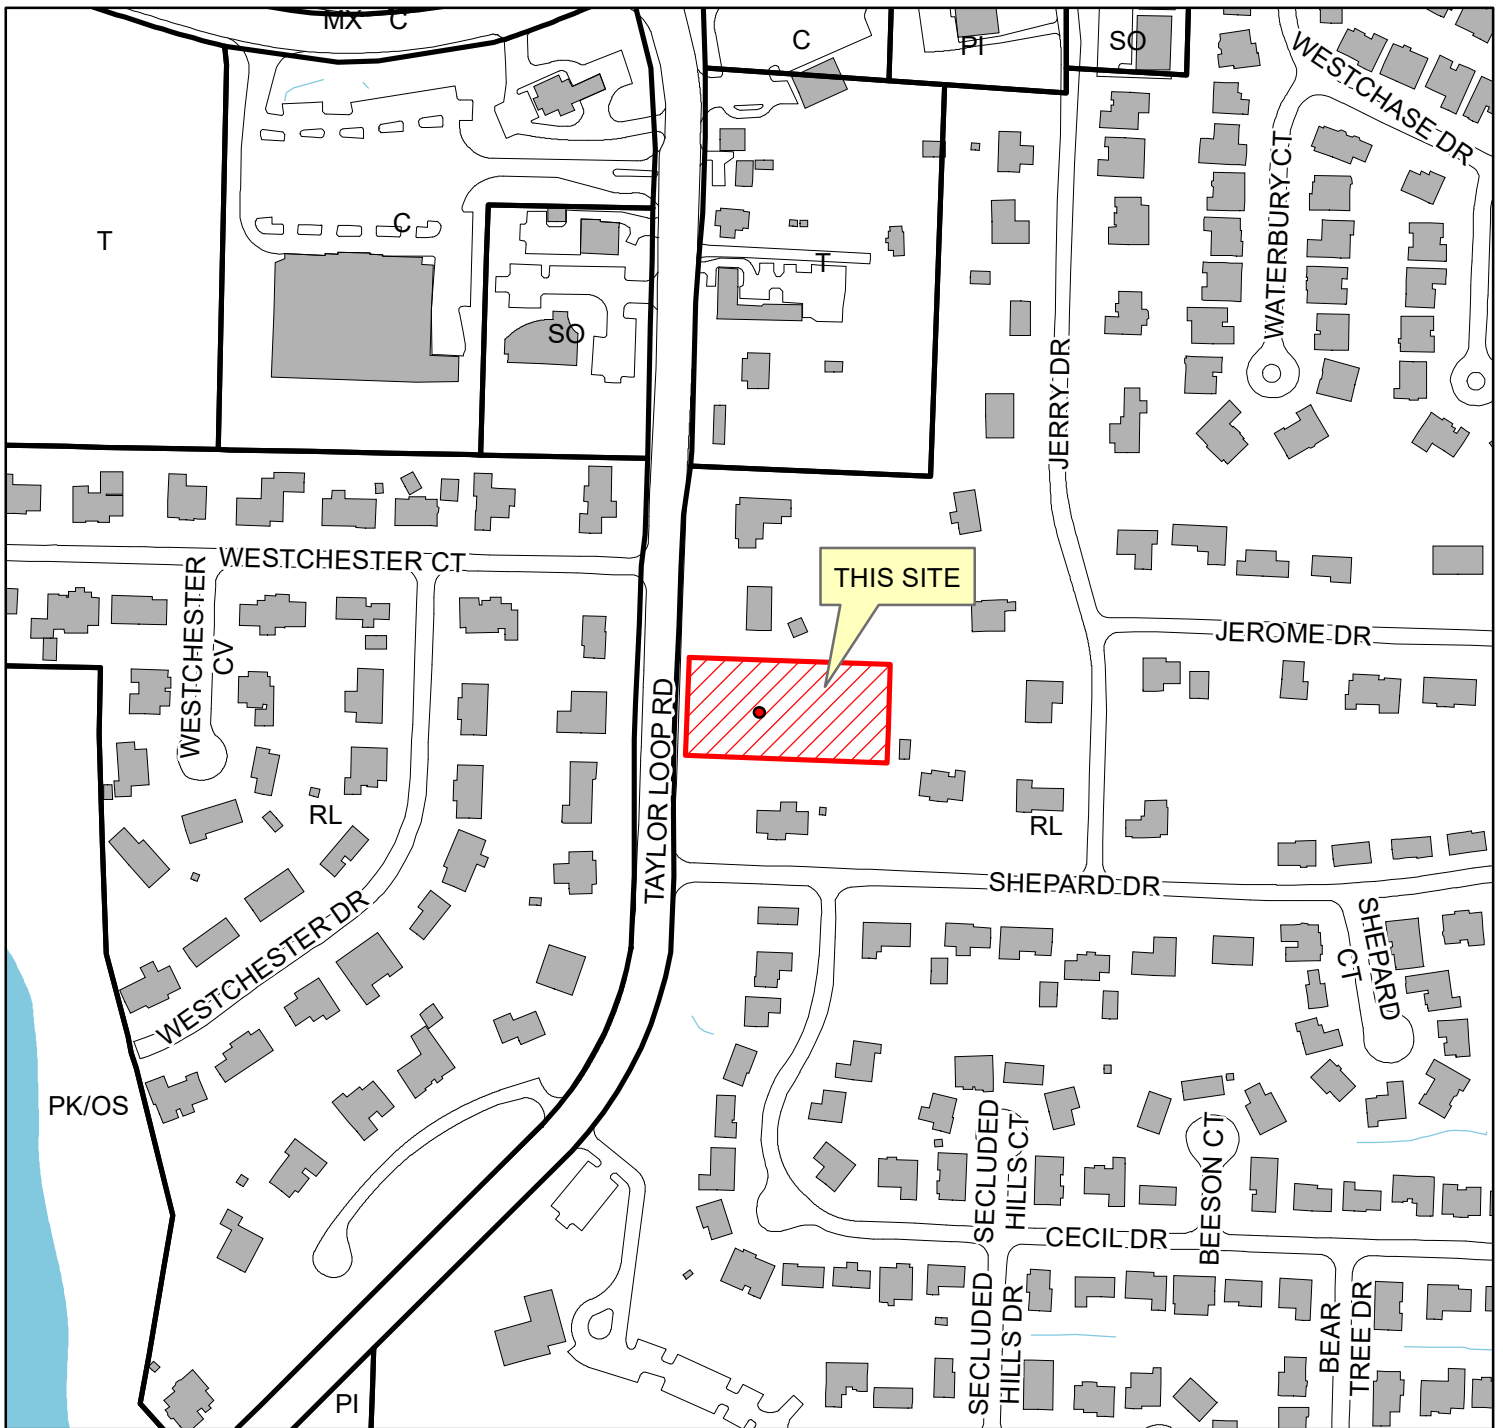 MX
C
C
PI
SO
WESTCHASE DR
WATERBURY CT
T
C
T
SO
JERRY DR
WESTCHESTER CT
WESTCHESTER
CV
THIS SITE
JEROME DR
TAYLOR LOOP RD
RL
RL
SHEPARD DR
SHEPARD
CT
WESTCHESTER DR
PK/OS
SECLUDED
HILLS CT
BEESON CT
CECIL DR
SECLUDED
HILLS DR
BEAR
TREE DR
PI